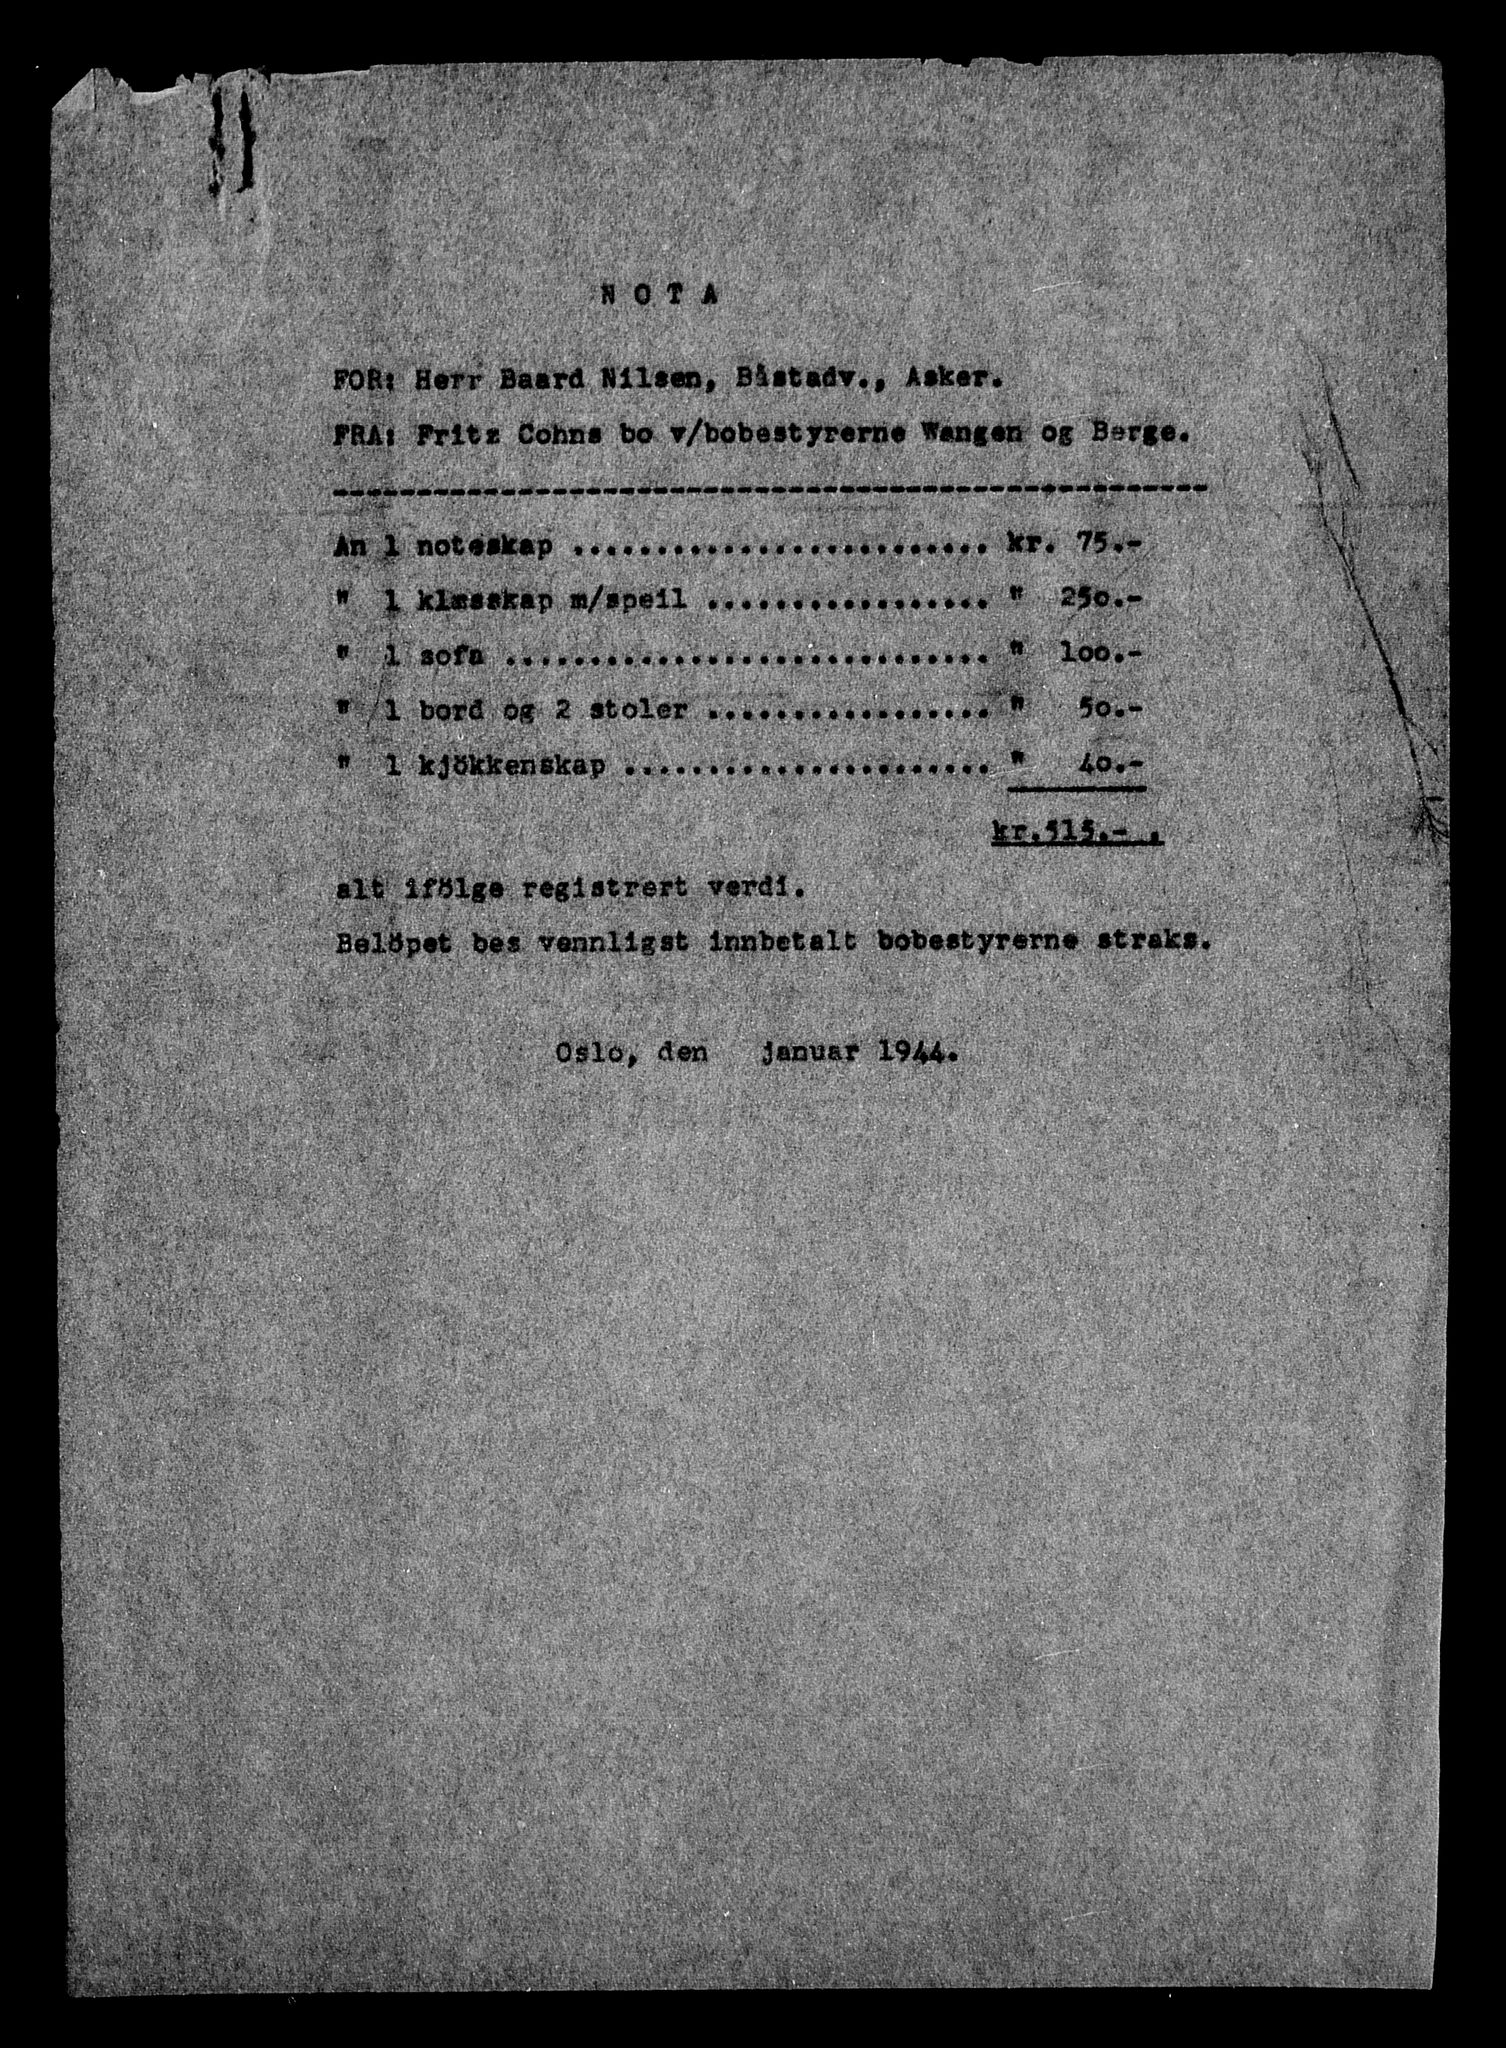 NOTA
FOR: Herr Baard Nilsen, Båstadv., Asker.
FRA: Fritz Cohns bo v/bobestyrerne Wangen og Berge.
----------------------------------------------------
An 1 noteskap ......................... kr. 75.-
" 1 klæsskap m/speil ................. " 250.-
" 1 sofa ............................. " 100.-
" 1 bord og 2 stoler ................. " 50.-
" 1 kjökkenskap ...................... " 40.-
kr.515.- .
alt ifölge registrert verdi.
Belöpet bes vennligst innbetalt bobestyrerne straks.
Oslo, den januar 1944.